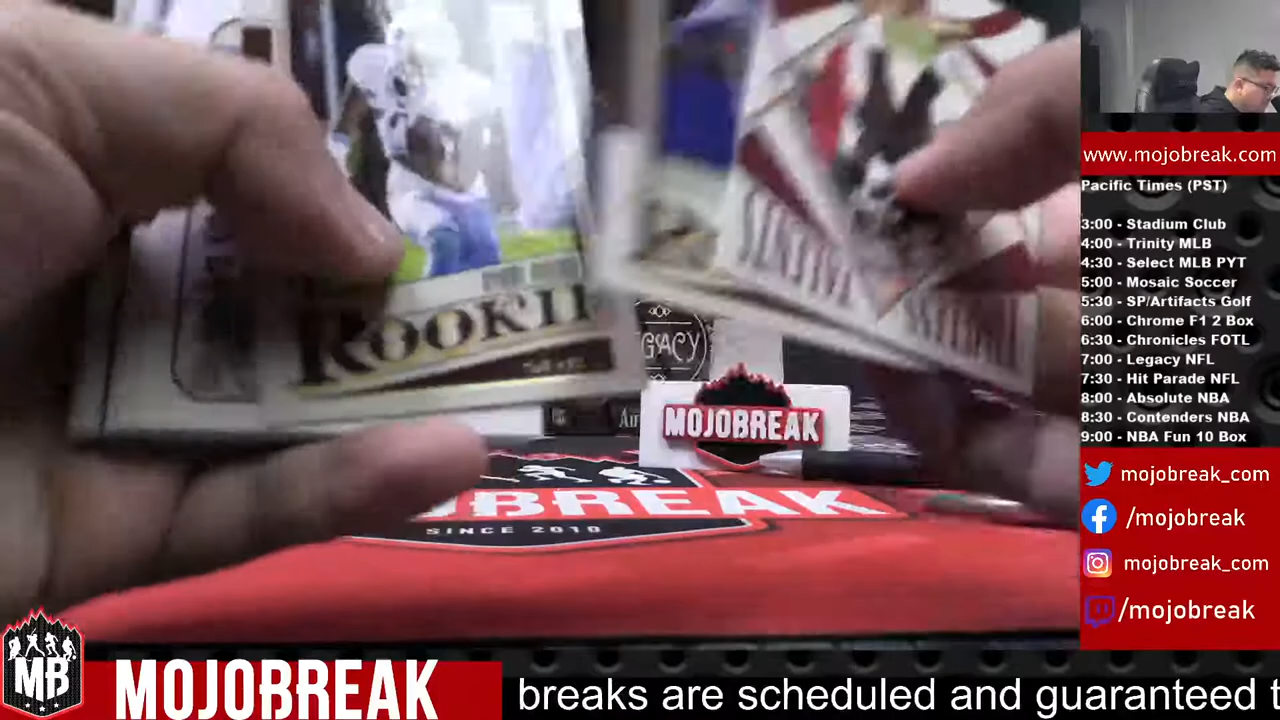 www.mojobreak.com
Pacific Times (PST)
3:00 - Stadium Club
4:00 - Trinity MLB
4:30 - Select MLB PYT
5:00 - Mosaic Soccer
5:30 - SP/Artifacts Golf
6:00 - Chrome F1 2 Box
6:30 - Chronicles FOTL
7:00 - Legacy NFL
7:30 - Hit Parade NFL
8:00 - Absolute NBA
8:30 - Contenders NBA
9:00 - NBA Fun 10 Box
mojobreak_com
/mojobreak
mojobreak_com
/mojobreak
ROOKIE
GACY
MOJOBREAK
BREAK
SINCE 2010
MB
MOJOBREAK
breaks are scheduled and guaranteed t